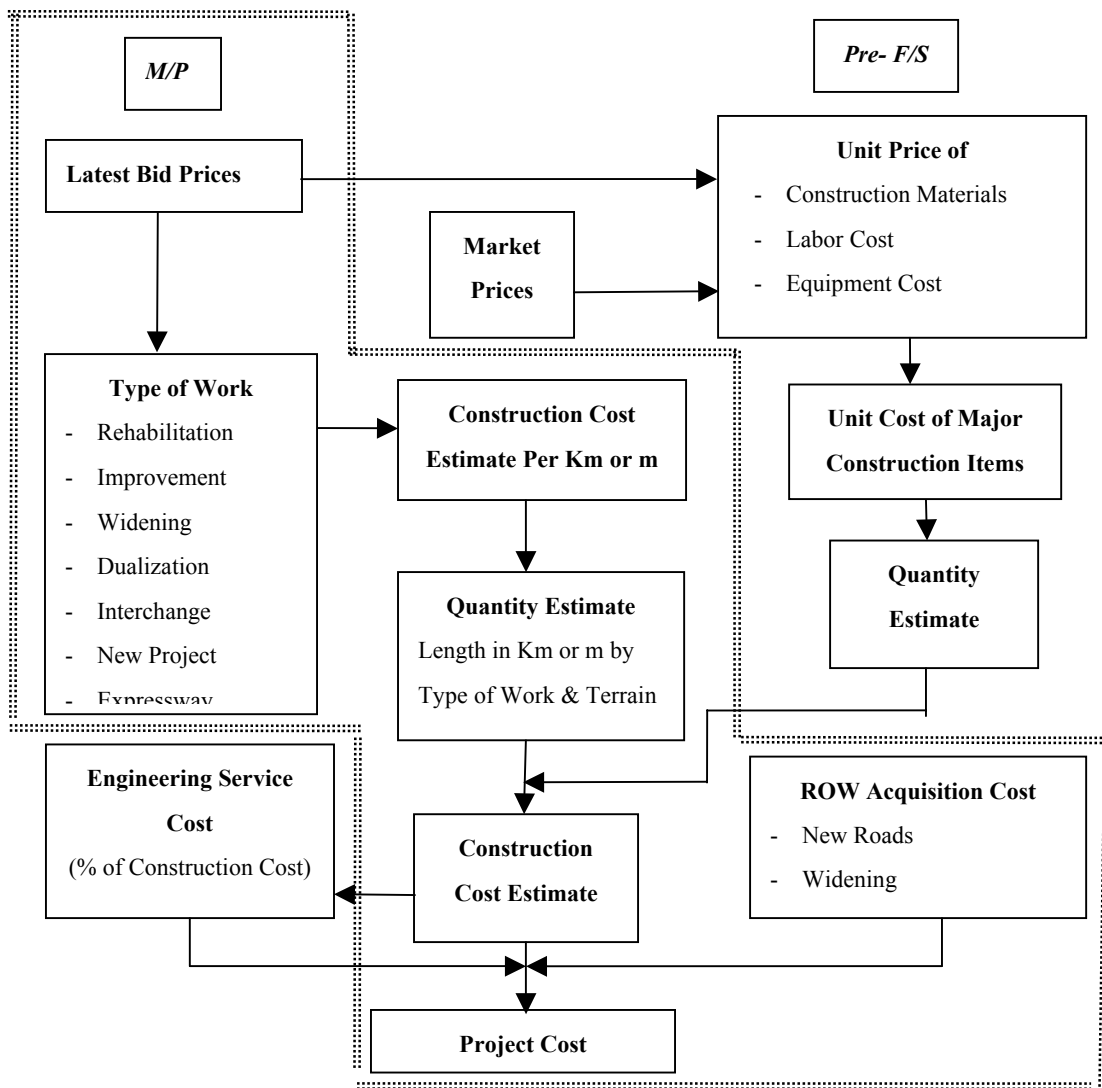 M/P
Pre- F/S
Latest Bid Prices
Unit Price of
- Construction Materials
- Labor Cost
- Equipment Cost
Market
Prices
Type of Work
- Rehabilitation
- Improvement
- Widening
- Dualization
- Interchange
- New Project
- Expressway
Construction Cost
Estimate Per Km or m
Unit Cost of Major
Construction Items
Quantity Estimate
Length in Km or m by
Type of Work & Terrain
Quantity
Estimate
Engineering Service
Cost
(% of Construction Cost)
Construction
Cost Estimate
ROW Acquisition Cost
- New Roads
- Widening
Project Cost